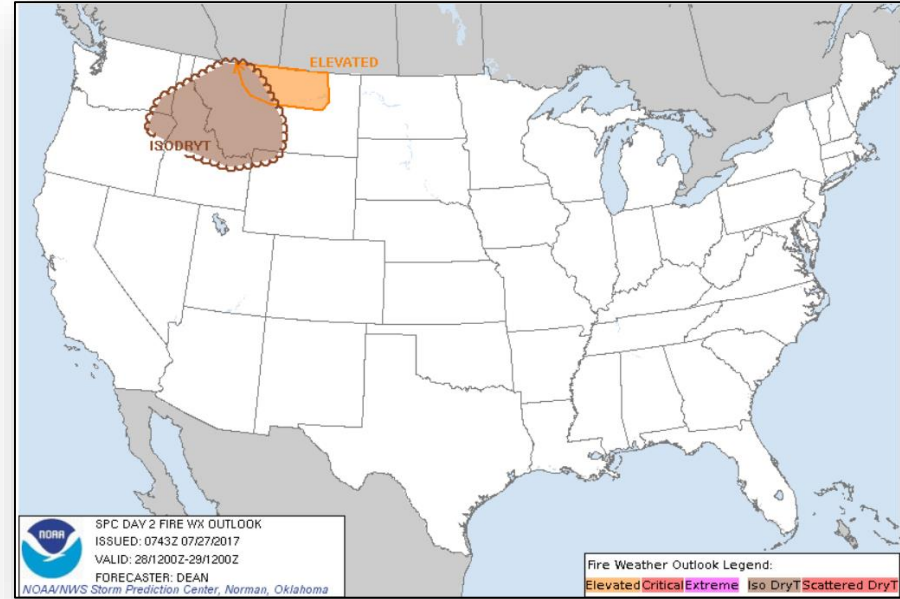 ELEVATED
ISODRYT
NOAA
SPC DAY 2 FIRE WX OUTLOOK
ISSUED: 0743Z 07/27/2017
VALID: 28/1200Z-29/1200Z
FORECASTER: DEAN
NOAA/NWS Storm Prediction Center, Norman, Oklahoma
Fire Weather Outlook Legend:
Elevated Critical Extreme Iso DryT Scattered DryT